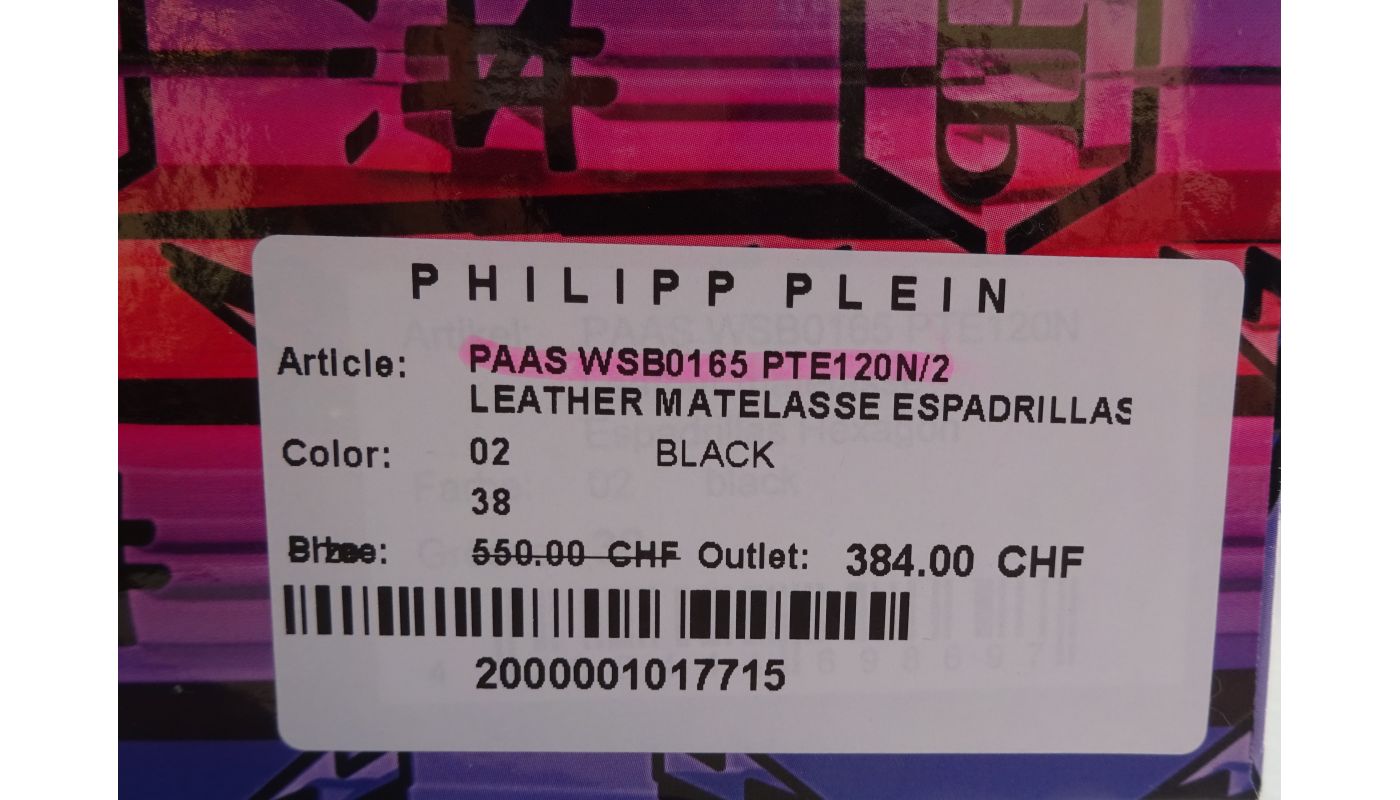 PHILIPP PLEIN
Article: PAAS WSB0165 PTE120N/2
LEATHER MATELASSE ESPADRILLAS
Color: 02 BLACK
38
550.00 CHF Outlet: 384.00 CHF
2000001017715